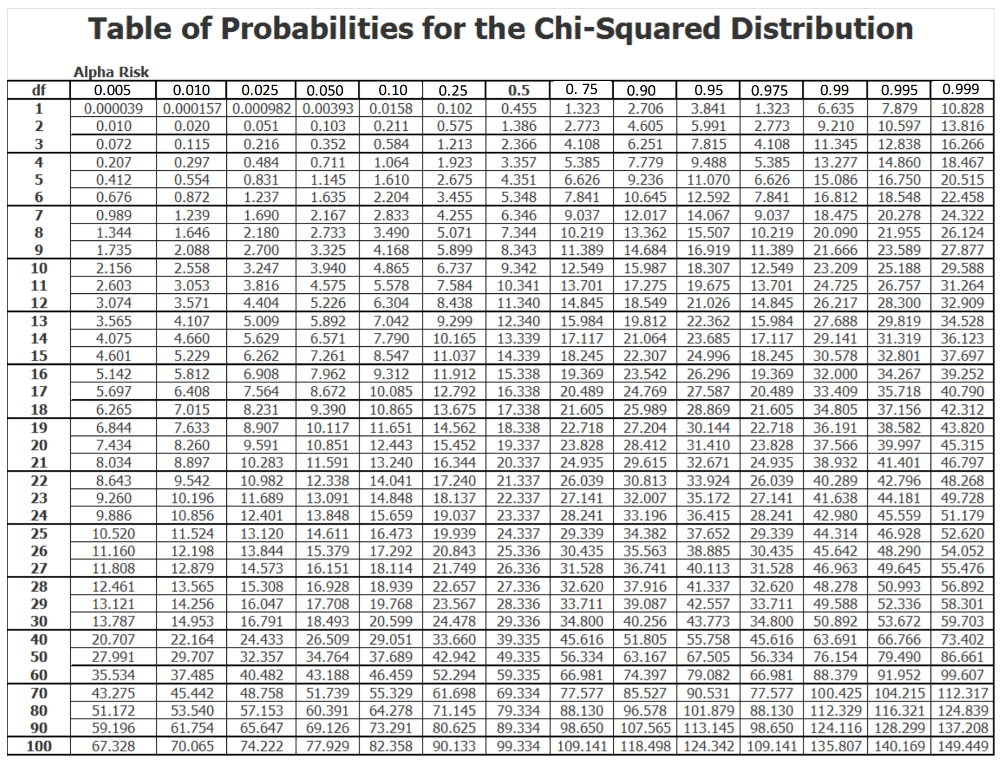 Table of Probabilities for the Chi-Squared Distribution
Alpha Risk
df 0.005 0.010 0.025 0.050 0.10 0.25 0.5 0. 75 0.90 0.95 0.975 0.99 0.995 0.999
1 0.000039 0.000157 0.000982 0.00393 0.0158 0.102 0.455 1.323 2.706 3.841 1.323 6.635 7.879 10.828
2 0.010 0.020 0.051 0.103 0.211 0.575 1.386 2.773 4.605 5.991 2.773 9.210 10.597 13.816
3 0.072 0.115 0.216 0.352 0.584 1.213 2.366 4.108 6.251 7.815 4.108 11.345 12.838 16.266
4 0.207 0.297 0.484 0.711 1.064 1.923 3.357 5.385 7.779 9.488 5.385 13.277 14.860 18.467
5 0.412 0.554 0.831 1.145 1.610 2.675 4.351 6.626 9.236 11.070 6.626 15.086 16.750 20.515
6 0.676 0.872 1.237 1.635 2.204 3.455 5.348 7.841 10.645 12.592 7.841 16.812 18.548 22.458
7 0.989 1.239 1.690 2.167 2.833 4.255 6.346 9.037 12.017 14.067 9.037 18.475 20.278 24.322
8 1.344 1.646 2.180 2.733 3.490 5.071 7.344 10.219 13.362 15.507 10.219 20.090 21.955 26.124
9 1.735 2.088 2.700 3.325 4.168 5.899 8.343 11.389 14.684 16.919 11.389 21.666 23.589 27.877
10 2.156 2.558 3.247 3.940 4.865 6.737 9.342 12.549 15.987 18.307 12.549 23.209 25.188 29.588
11 2.603 3.053 3.816 4.575 5.578 7.584 10.341 13.701 17.275 19.675 13.701 24.725 26.757 31.264
12 3.074 3.571 4.404 5.226 6.304 8.438 11.340 14.845 18.549 21.026 14.845 26.217 28.300 32.909
13 3.565 4.107 5.009 5.892 7.042 9.299 12.340 15.984 19.812 22.362 15.984 27.688 29.819 34.528
14 4.075 4.660 5.629 6.571 7.790 10.165 13.339 17.117 21.064 23.685 17.117 29.141 31.319 36.123
15 4.601 5.229 6.262 7.261 8.547 11.037 14.339 18.245 22.307 24.996 18.245 30.578 32.801 37.697
16 5.142 5.812 6.908 7.962 9.312 11.912 15.338 19.369 23.542 26.296 19.369 32.000 34.267 39.252
17 5.697 6.408 7.564 8.672 10.085 12.792 16.338 20.489 24.769 27.587 20.489 33.409 35.718 40.790
18 6.265 7.015 8.231 9.390 10.865 13.675 17.338 21.605 25.989 28.869 21.605 34.805 37.156 42.312
19 6.844 7.633 8.907 10.117 11.651 14.562 18.338 22.718 27.204 30.144 22.718 36.191 38.582 43.820
20 7.434 8.260 9.591 10.851 12.443 15.452 19.337 23.828 28.412 31.410 23.828 37.566 39.997 45.315
21 8.034 8.897 10.283 11.591 13.240 16.344 20.337 24.935 29.615 32.671 24.935 38.932 41.401 46.797
22 8.643 9.542 10.982 12.338 14.041 17.240 21.337 26.039 30.813 33.924 26.039 40.289 42.796 48.268
23 9.260 10.196 11.689 13.091 14.848 18.137 22.337 27.141 32.007 35.172 27.141 41.638 44.181 49.728
24 9.886 10.856 12.401 13.848 15.659 19.037 23.337 28.241 33.196 36.415 28.241 42.980 45.559 51.179
25 10.520 11.524 13.120 14.611 16.473 19.939 24.337 29.339 34.382 37.652 29.339 44.314 46.928 52.620
26 11.160 12.198 13.844 15.379 17.292 20.843 25.336 30.435 35.563 38.885 30.435 45.642 48.290 54.052
27 11.808 12.879 14.573 16.151 18.114 21.749 26.336 31.528 36.741 40.113 31.528 46.963 49.645 55.476
28 12.461 13.565 15.308 16.928 18.939 22.657 27.336 32.620 37.916 41.337 32.620 48.278 50.993 56.892
29 13.121 14.256 16.047 17.708 19.768 23.567 28.336 33.711 39.087 42.557 33.711 49.588 52.336 58.301
30 13.787 14.953 16.791 18.493 20.599 24.478 29.336 34.800 40.256 43.773 34.800 50.892 53.672 59.703
40 20.707 22.164 24.433 26.509 29.051 33.660 39.335 45.616 51.805 55.758 45.616 63.691 66.766 73.402
50 27.991 29.707 32.357 34.764 37.689 42.942 49.335 56.334 63.167 67.505 56.334 76.154 79.490 86.661
60 35.534 37.485 40.482 43.188 46.459 52.294 59.335 66.981 74.397 79.082 66.981 88.379 91.952 99.607
70 43.275 45.442 48.758 51.739 55.329 61.698 69.334 77.577 85.527 90.531 77.577 100.425 104.215 112.317
80 51.172 53.540 57.153 60.391 64.278 71.145 79.334 88.130 96.578 101.879 88.130 112.329 116.321 124.839
90 59.196 61.754 65.647 69.126 73.291 80.625 89.334 98.650 107.565 113.145 98.650 124.116 128.299 137.208
100 67.328 70.065 74.222 77.929 82.358 90.133 99.334 109.141 118.498 124.342 109.141 135.807 140.169 149.449